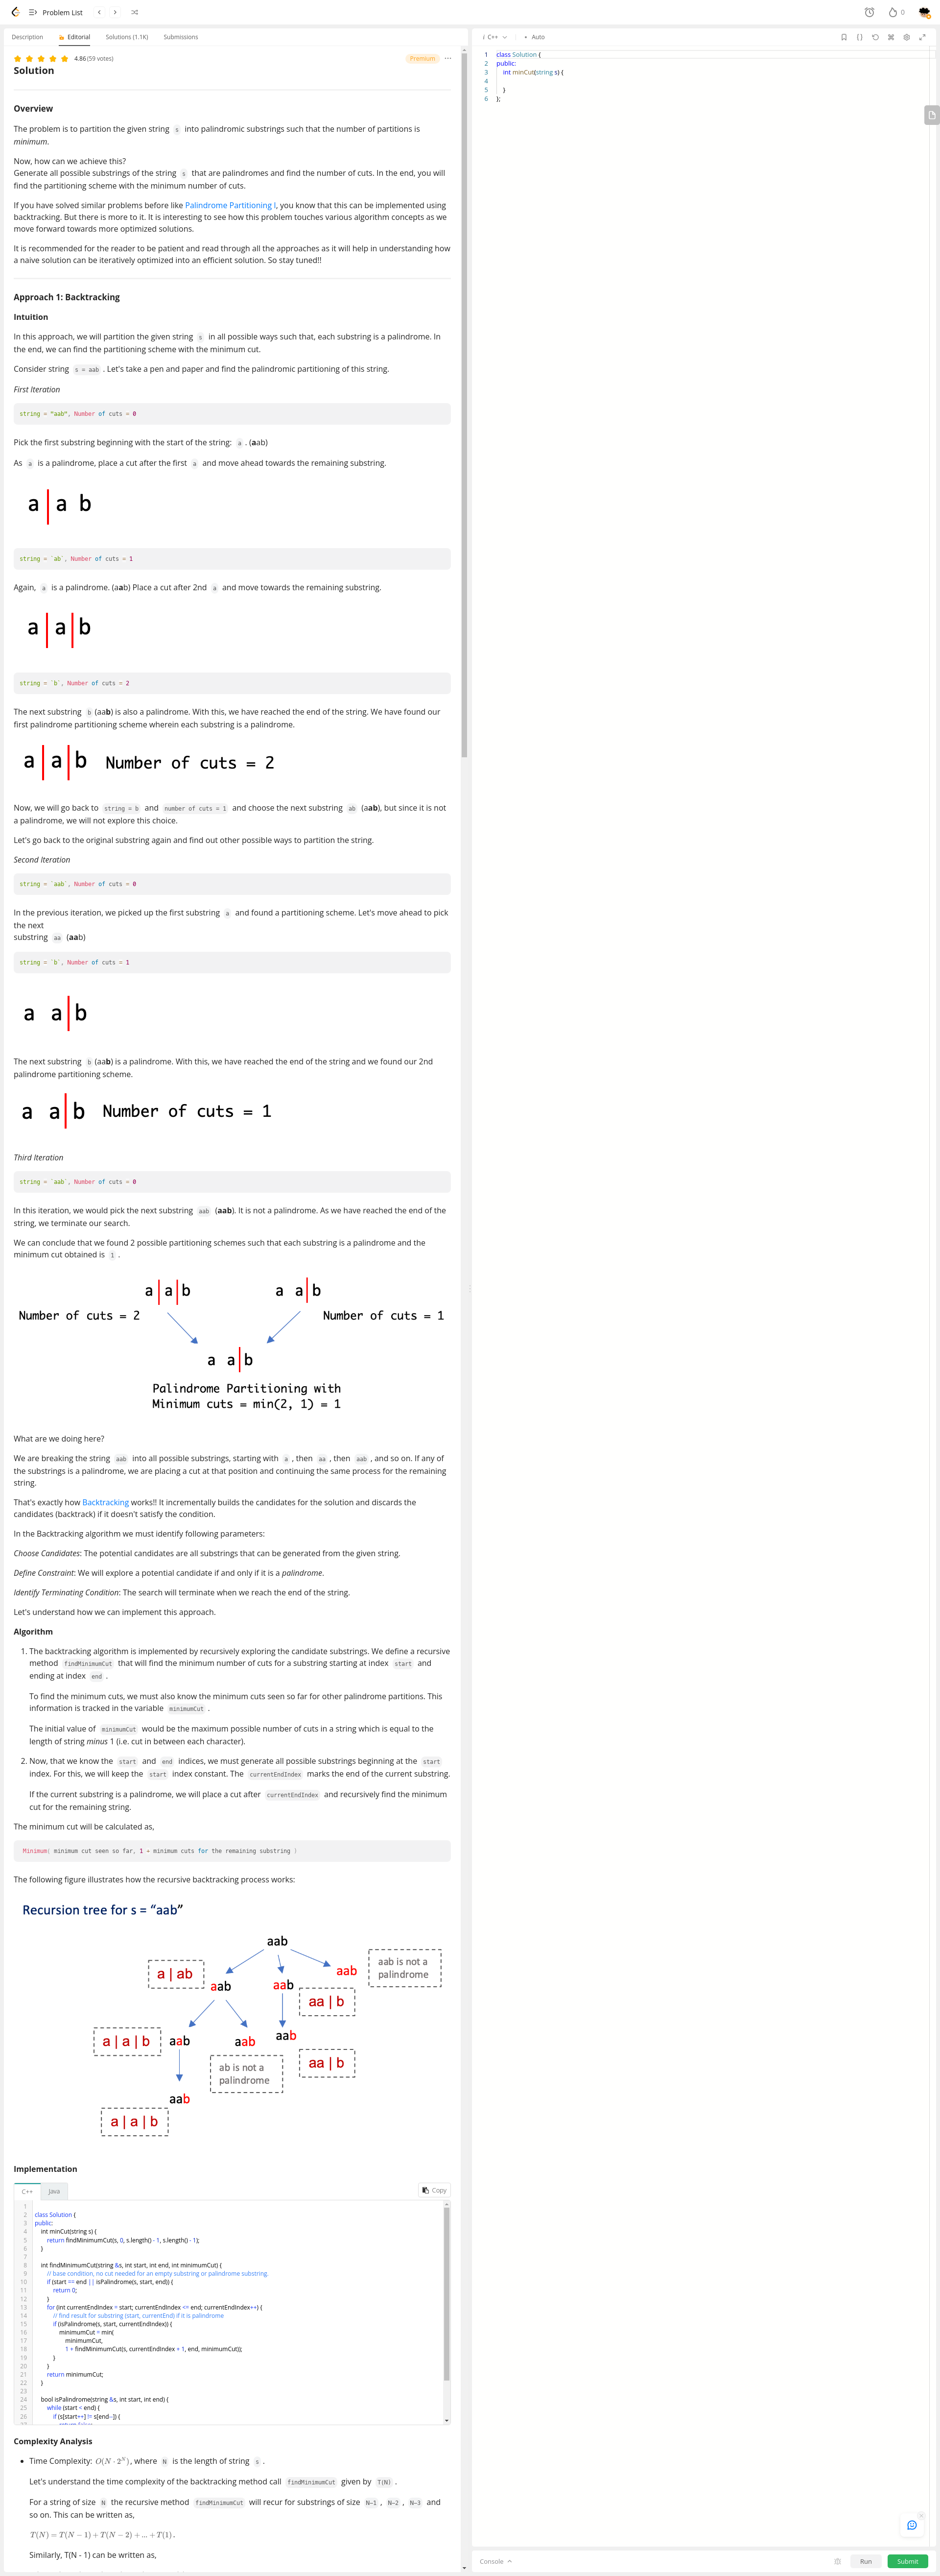 Problem List
0
Description
Editorial
Solutions (1.1K)
Submissions
4.86 (59 votes)
Premium
Solution
Overview
The problem is to partition the given string s into palindromic substrings such that the number of partitions is
minimum.
Now, how can we achieve this?
Generate all possible substrings of the string s that are palindromes and find the number of cuts. In the end, you will
find the partitioning scheme with the minimum number of cuts.
If you have solved similar problems before like Palindrome Partitioning I, you know that this can be implemented using
backtracking. But there is more to it. It is interesting to see how this problem touches various algorithm concepts as we
move forward towards more optimized solutions.
It is recommended for the reader to be patient and read through all the approaches as it will help in understanding how
a naive solution can be iteratively optimized into an efficient solution. So stay tuned!!
Approach 1: Backtracking
Intuition
In this approach, we will partition the given string s in all possible ways such that, each substring is a palindrome. In
the end, we can find the partitioning scheme with the minimum cut.
Consider string s = aab . Let's take a pen and paper and find the palindromic partitioning of this string.
First Iteration
string = "aab", Number of cuts = 0
Pick the first substring beginning with the start of the string: a . (aab)
As a is a palindrome, place a cut after the first a and move ahead towards the remaining substring.
a | a b
string = `ab`, Number of cuts = 1
Again, a is a palindrome. (aab) Place a cut after 2nd a and move towards the remaining substring.
a | a | b
string = `b`, Number of cuts = 2
The next substring b (aab) is also a palindrome. With this, we have reached the end of the string. We have found our
first palindrome partitioning scheme wherein each substring is a palindrome.
a | a | b Number of cuts = 2
Now, we will go back to string = b and number of cuts = 1 and choose the next substring ab (aab), but since it is not
a palindrome, we will not explore this choice.
Let's go back to the original substring again and find out other possible ways to partition the string.
Second Iteration
string = `aab`, Number of cuts = 0
In the previous iteration, we picked up the first substring a and found a partitioning scheme. Let's move ahead to pick
the next
substring aa (aab)
string = `b`, Number of cuts = 1
a a | b
The next substring b (aab) is a palindrome. With this, we have reached the end of the string and we found our 2nd
palindrome partitioning scheme.
a a | b Number of cuts = 1
Third Iteration
string = `aab`, Number of cuts = 0
In this iteration, we would pick the next substring aab (aab). It is not a palindrome. As we have reached the end of the
string, we terminate our search.
We can conclude that we found 2 possible partitioning schemes such that each substring is a palindrome and the
minimum cut obtained is 1 .
a | a | b
a a | b
Number of cuts = 2
Number of cuts = 1
a a | b
Palindrome Partitioning with
Minimum cuts = min(2, 1) = 1
What are we doing here?
We are breaking the string aab into all possible substrings, starting with a , then aa , then aab , and so on. If any of
the substrings is a palindrome, we are placing a cut at that position and continuing the same process for the remaining
string.
That's exactly how Backtracking works!! It incrementally builds the candidates for the solution and discards the
candidates (backtrack) if it doesn't satisfy the condition.
In the Backtracking algorithm we must identify following parameters:
Choose Candidates: The potential candidates are all substrings that can be generated from the given string.
Define Constraint: We will explore a potential candidate if and only if it is a palindrome.
Identify Terminating Condition: The search will terminate when we reach the end of the string.
Let's understand how we can implement this approach.
Algorithm
1. The backtracking algorithm is implemented by recursively exploring the candidate substrings. We define a recursive
method findMinimumCut that will find the minimum number of cuts for a substring starting at index start and
ending at index end .
To find the minimum cuts, we must also know the minimum cuts seen so far for other palindrome partitions. This
information is tracked in the variable minimumCut .
The initial value of minimumCut would be the maximum possible number of cuts in a string which is equal to the
length of string minus 1 (i.e. cut in between each character).
2. Now, that we know the start and end indices, we must generate all possible substrings beginning at the start
index. For this, we will keep the start index constant. The currentEndIndex marks the end of the current substring.
If the current substring is a palindrome, we will place a cut after currentEndIndex and recursively find the minimum
cut for the remaining string.
The minimum cut will be calculated as,
Minimum( minimum cut seen so far, 1 + minimum cuts for the remaining substring )
The following figure illustrates how the recursive backtracking process works:
Recursion tree for s = “aab”
aab
a | ab
aab
aab
aab
aab is not a
palindrome
aa | b
a | a | b
aab
aab
aab
ab is not a
palindrome
aa | b
aab
a | a | b
Implementation
C++
Java
Copy
1
2 class Solution {
3 public:
4 int minCut(string s) {
5 return findMinimumCut(s, 0, s.length() - 1, s.length() - 1);
6 }
7
8 int findMinimumCut(string &s, int start, int end, int minimumCut) {
9 // base condition, no cut needed for an empty substring or palindrome substring.
10 if (start == end || isPalindrome(s, start, end)) {
11 return 0;
12 }
13 for (int currentEndIndex = start; currentEndIndex <= end; currentEndIndex++) {
14 // find result for substring (start, currentEnd) if it is palindrome
15 if (isPalindrome(s, start, currentEndIndex)) {
16 minimumCut = min(
17 minimumCut,
18 1 + findMinimumCut(s, currentEndIndex + 1, end, minimumCut));
19 }
20 }
21 return minimumCut;
22 }
23
24 bool isPalindrome(string &s, int start, int end) {
25 while (start < end) {
26 if (s[start++] != s[end--]) {
Complexity Analysis
• Time Complexity: O(N · 2^N), where N is the length of string s .
Let's understand the time complexity of the backtracking method call findMinimumCut given by T(N) .
For a string of size N the recursive method findMinimumCut will recur for substrings of size N-1 , N-2 , N-3 and
so on. This can be written as,
T(N) = T(N − 1) + T(N − 2) + ... + T(1).
Similarly, T(N - 1) can be written as,
i C++
Auto
1 class Solution {
2 public:
3 int minCut(string s) {
4
5 }
6 };
Console
Run
Submit